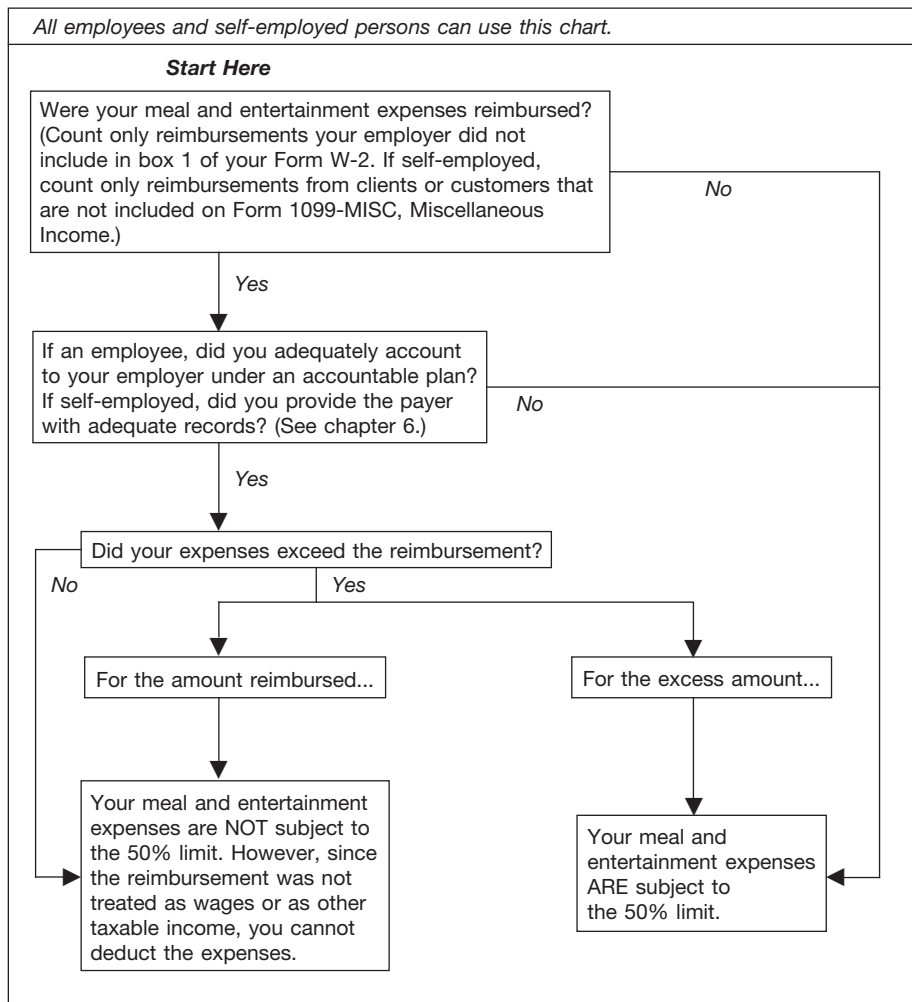 All employees and self-employed persons can use this chart.
Start Here
Were your meal and entertainment expenses reimbursed?
(Count only reimbursements your employer did not
include in box 1 of your Form W-2. If self-employed,
count only reimbursements from clients or customers that
are not included on Form 1099-MISC, Miscellaneous
Income.)
No
Yes
If an employee, did you adequately account
to your employer under an accountable plan?
If self-employed, did you provide the payer
with adequate records? (See chapter 6.)
No
Yes
Did your expenses exceed the reimbursement?
No
Yes
For the amount reimbursed...
For the excess amount...
Your meal and entertainment
expenses are NOT subject to
the 50% limit. However, since
the reimbursement was not
treated as wages or as other
taxable income, you cannot
deduct the expenses.
Your meal and
entertainment expenses
ARE subject to
the 50% limit.